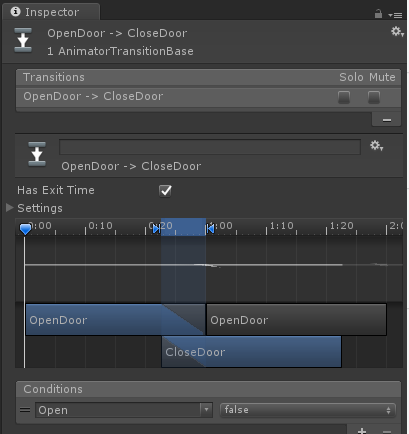 Inspector
OpenDoor -> CloseDoor
1 AnimatorTransitionBase
Transitions Solo Mute
OpenDoor -> CloseDoor
OpenDoor -> CloseDoor
Has Exit Time
Settings
0:00 0:10 0:20 1:00 1:10 1:20 2:0
OpenDoor OpenDoor
CloseDoor
Conditions
Open false